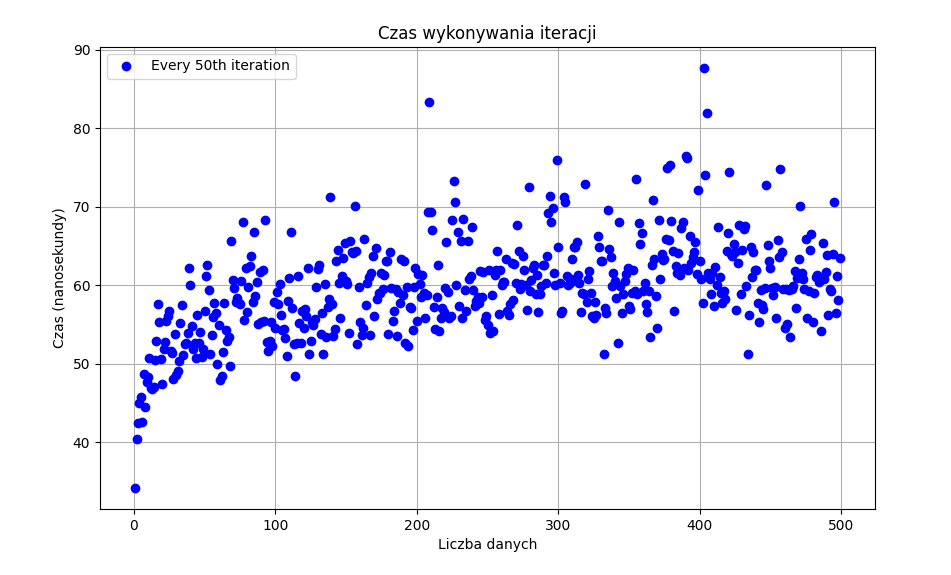 Czas wykonywania iteracji
Every 50th iteration
90
80
70
60
50
40
Czas (nanosekundy)
0 100 200 300 400 500
Liczba danych